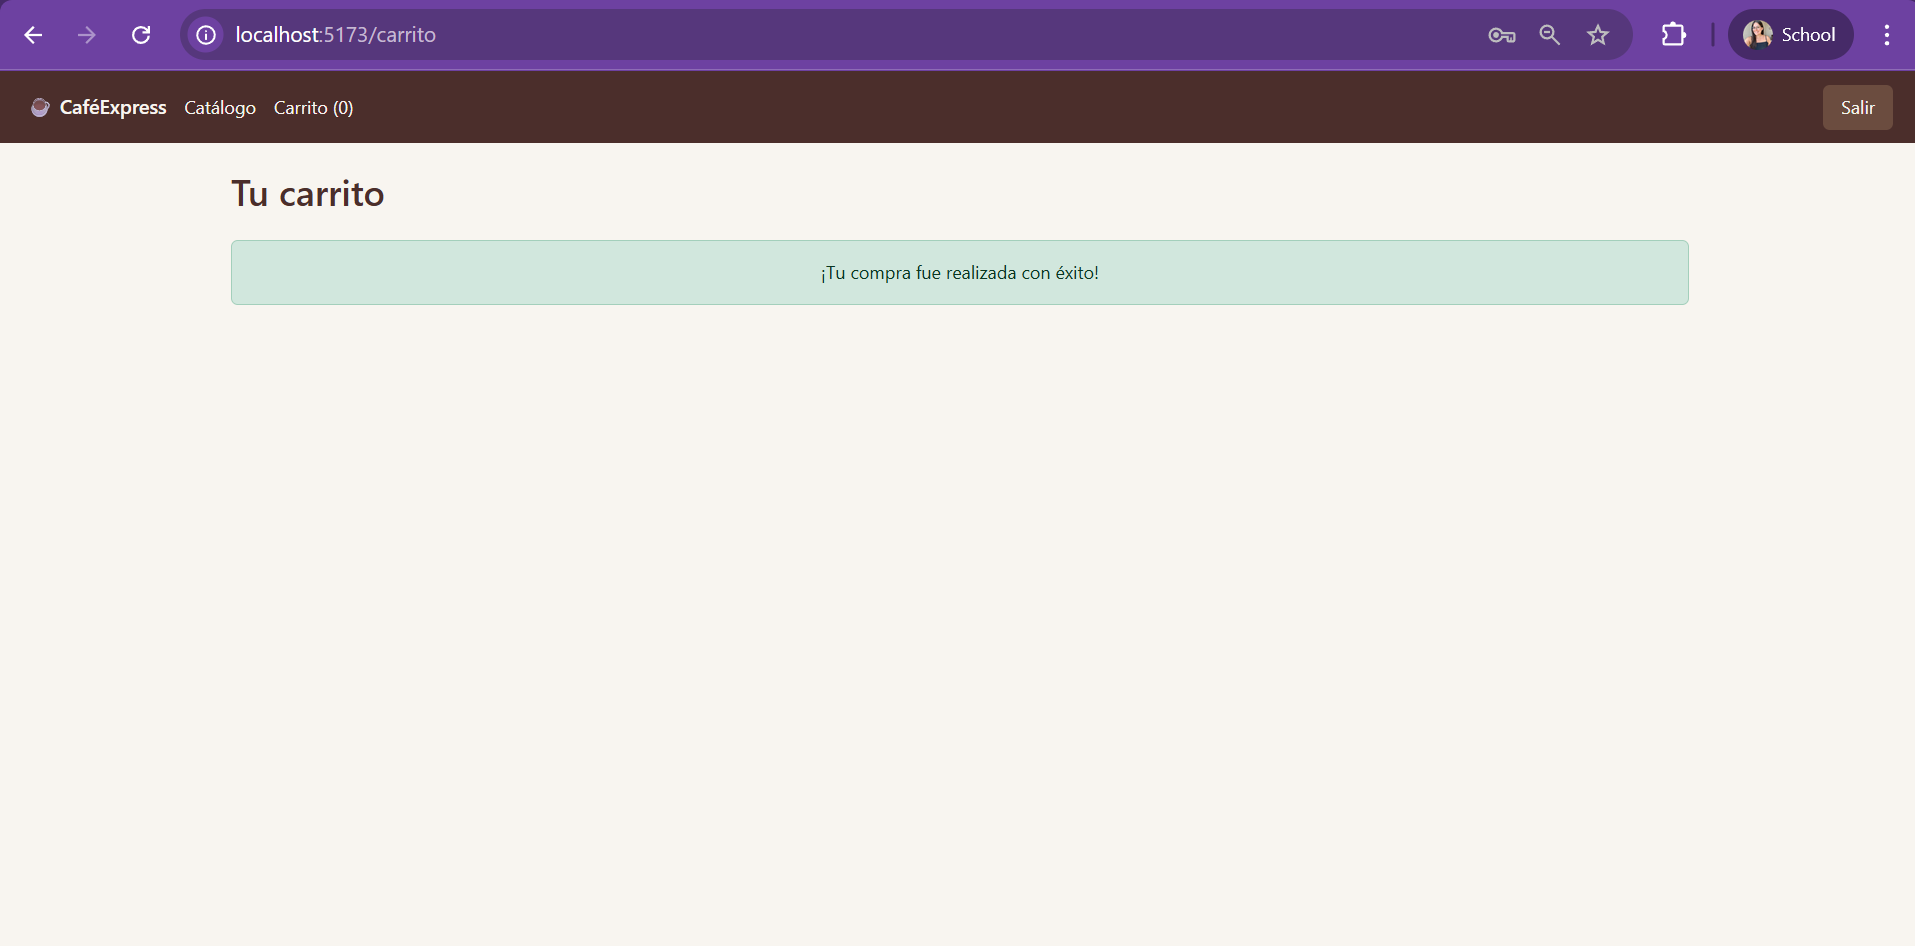 localhost:5173/carrito
School
CaféExpress
Catálogo
Carrito (0)
Salir
Tu carrito
¡Tu compra fue realizada con éxito!